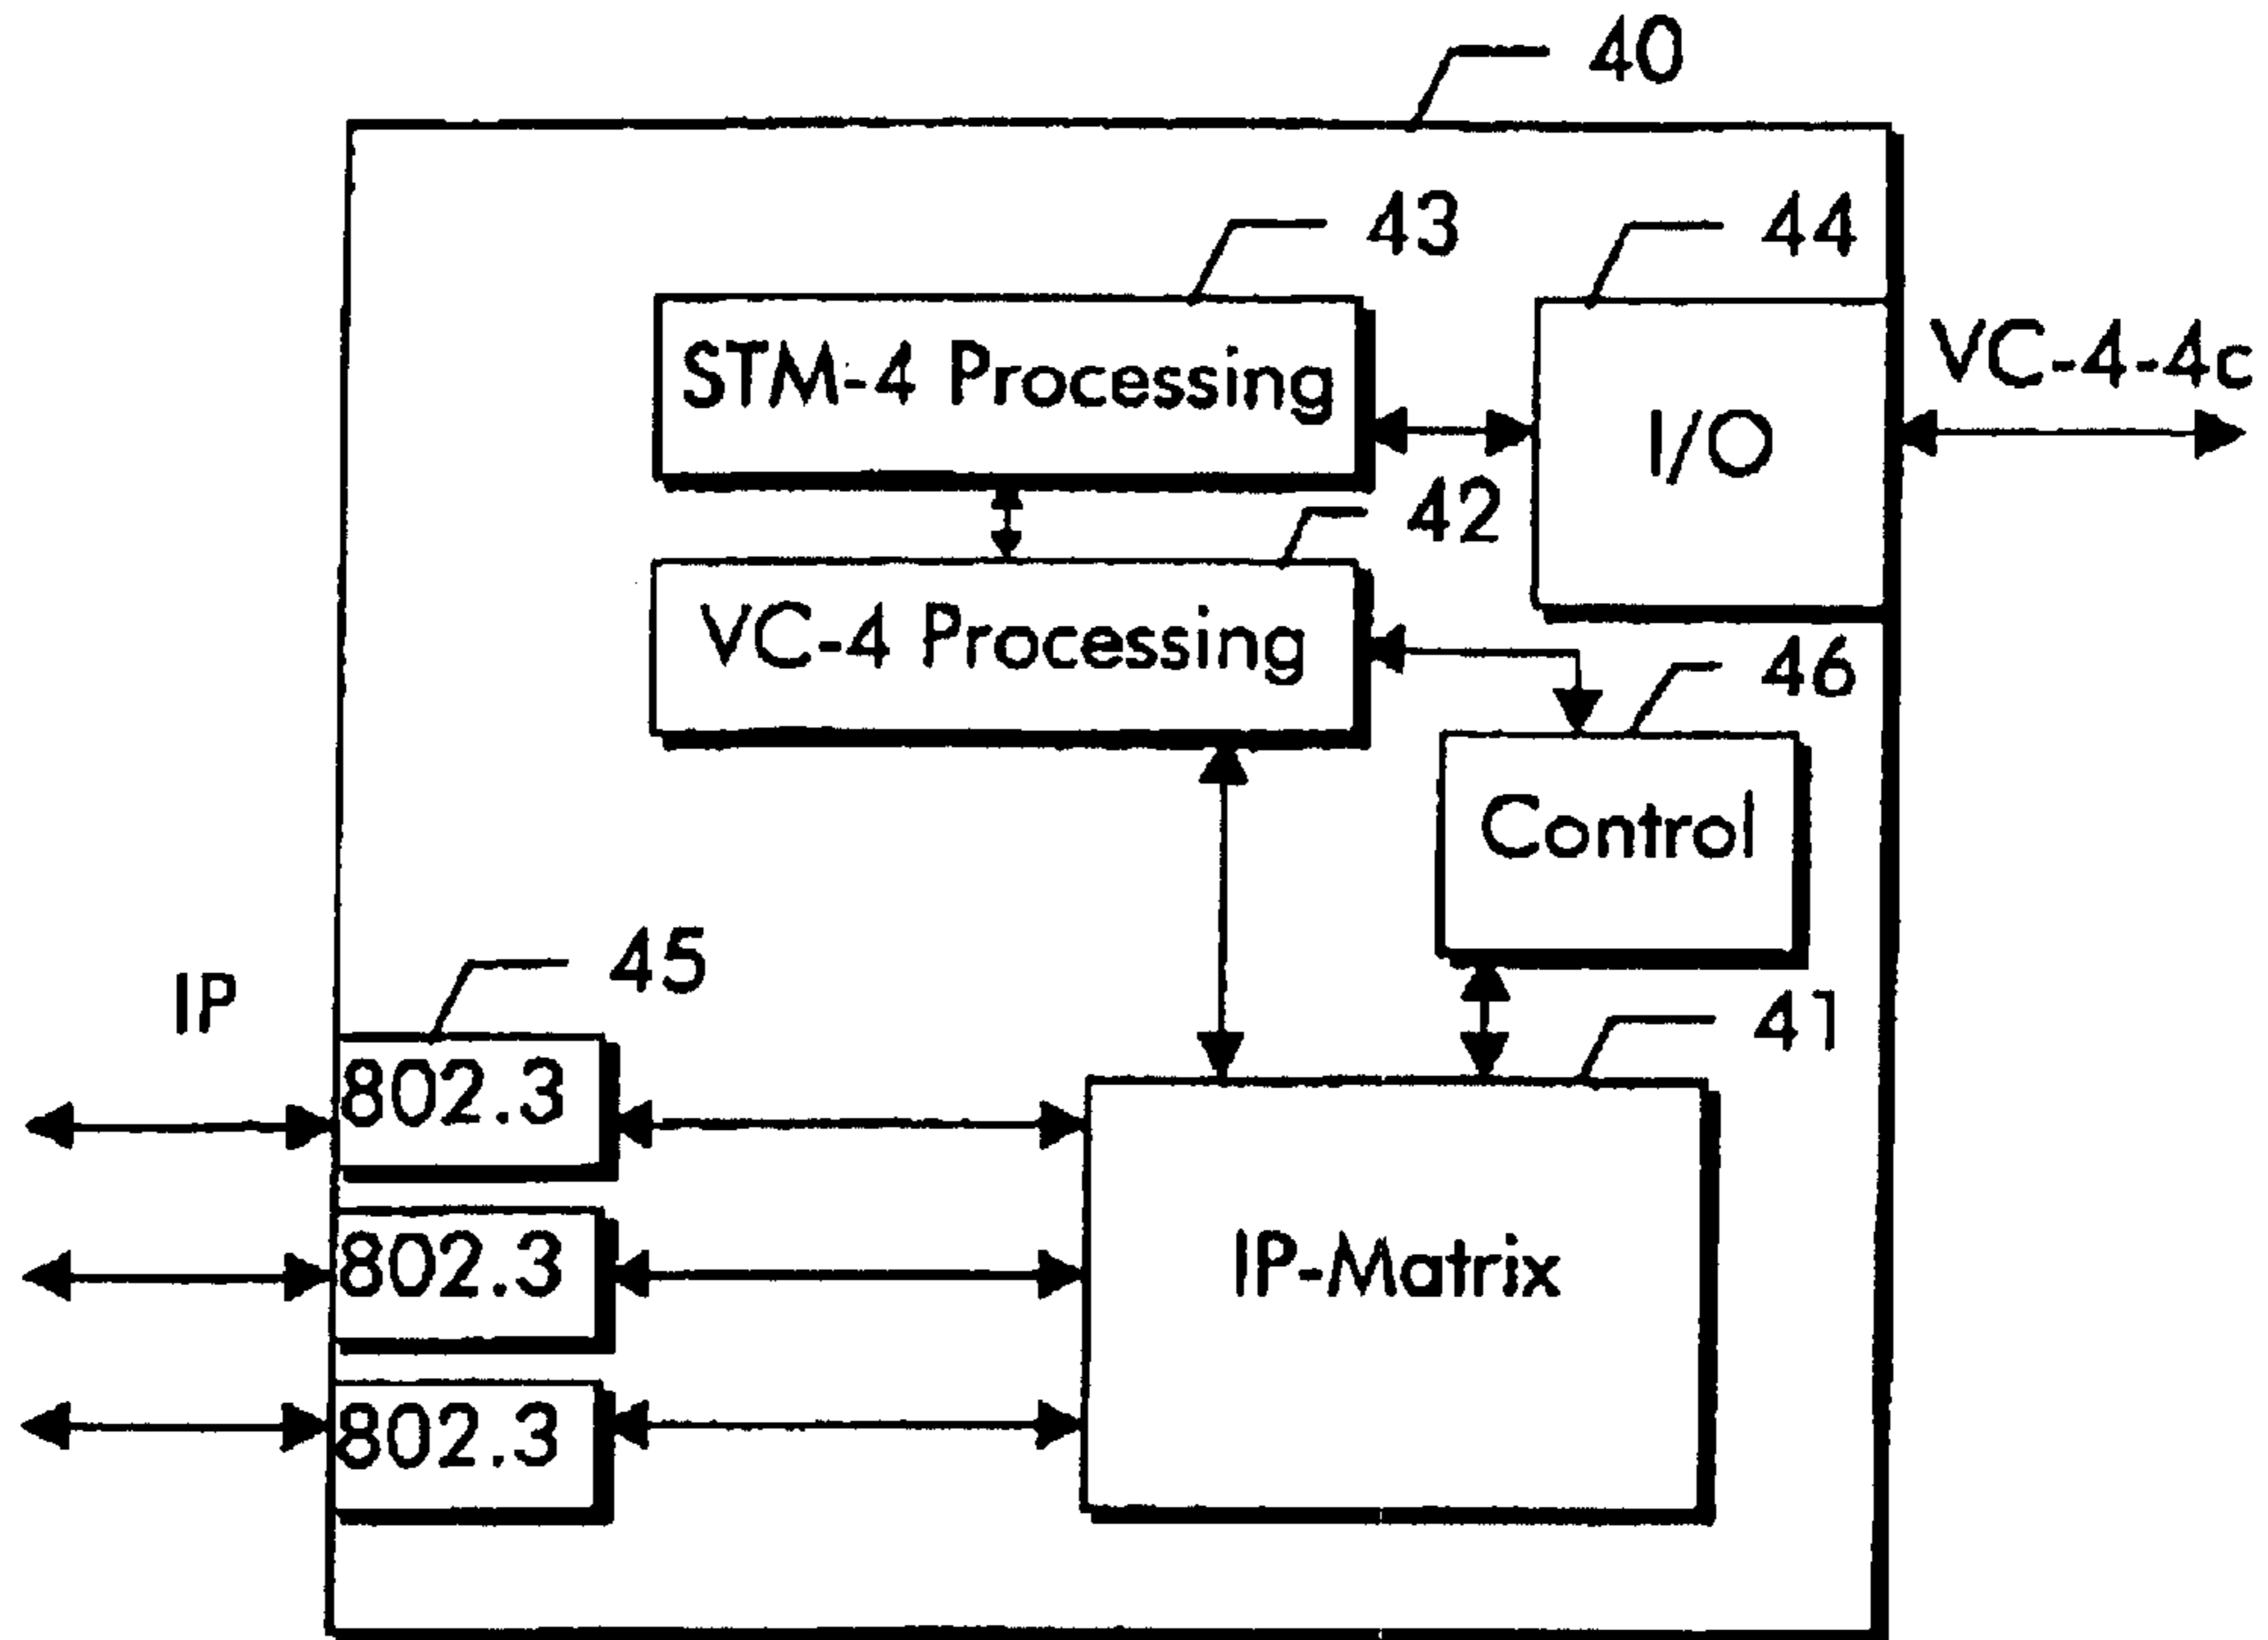 40
43
44
STM-4 Processing
I/O
VC-4-4c
42
VC-4 Processing
46
Control
IP
45
41
802.3
802.3
IP-Matrix
802.3